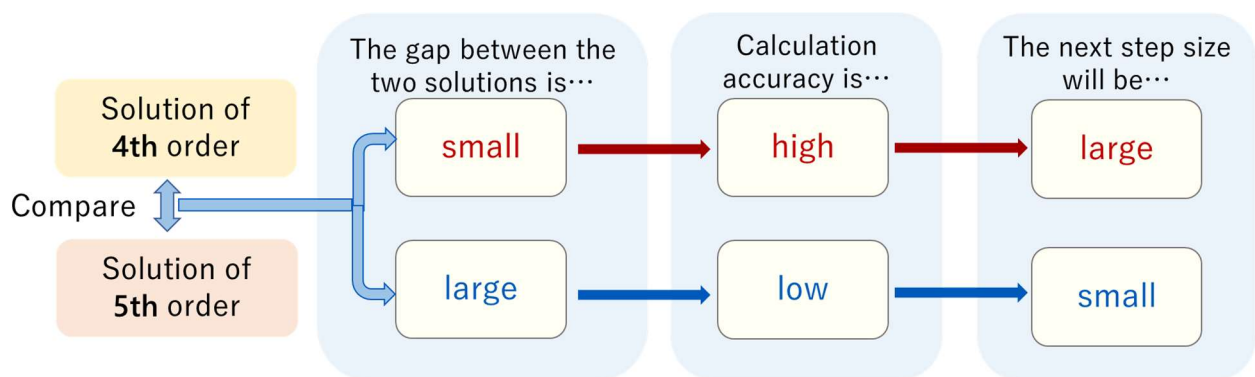 Solution of
4th order
Compare
Solution of
5th order
The gap between the
two solutions is⋯
small
large
Calculation
accuracy is⋯
high
low
The next step size
will be⋯
large
small